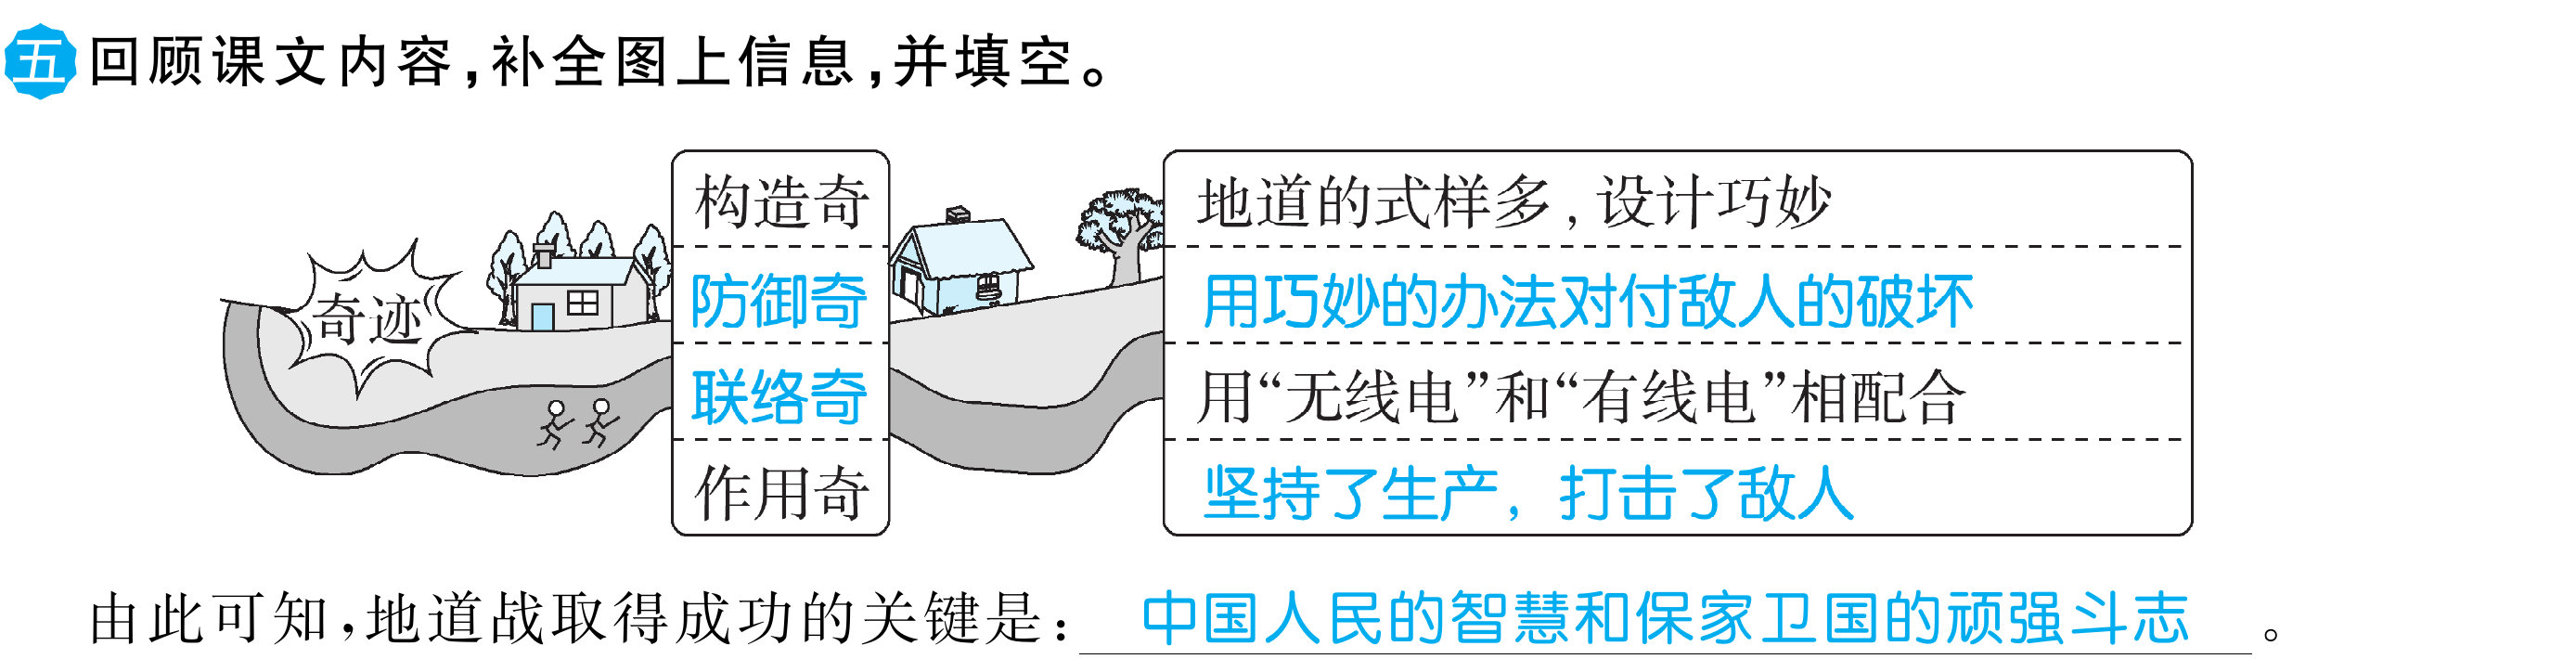 五 回顾课文内容,补全图上信息,并填空。
奇迹
构造奇 地道的式样多,设计巧妙
防御奇 用巧妙的办法对付敌人的破坏
联络奇 用“无线电”和“有线电”相配合
作用奇 坚持了生产,打击了敌人
由此可知,地道战取得成功的关键是:中国人民的智慧和保家卫国的顽强斗志。